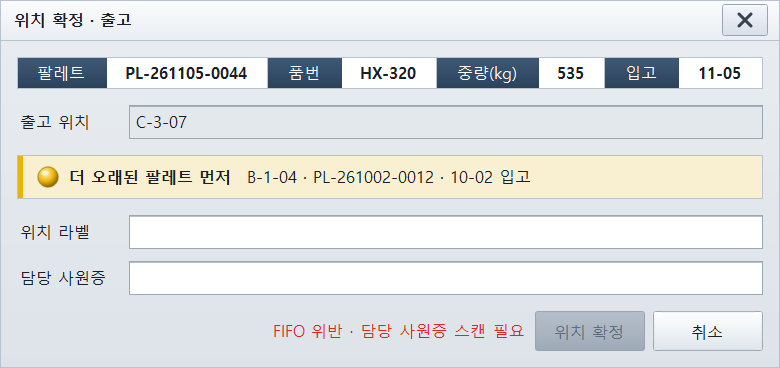 위치 확정 · 출고
팔레트 PL-261105-0044 품번 HX-320 중량(kg) 535 입고 11-05
출고 위치 C-3-07
더 오래된 팔레트 먼저 B-1-04 · PL-261002-0012 · 10-02 입고
위치 라벨
담당 사원증
FIFO 위반 · 담당 사원증 스캔 필요 위치 확정 취소